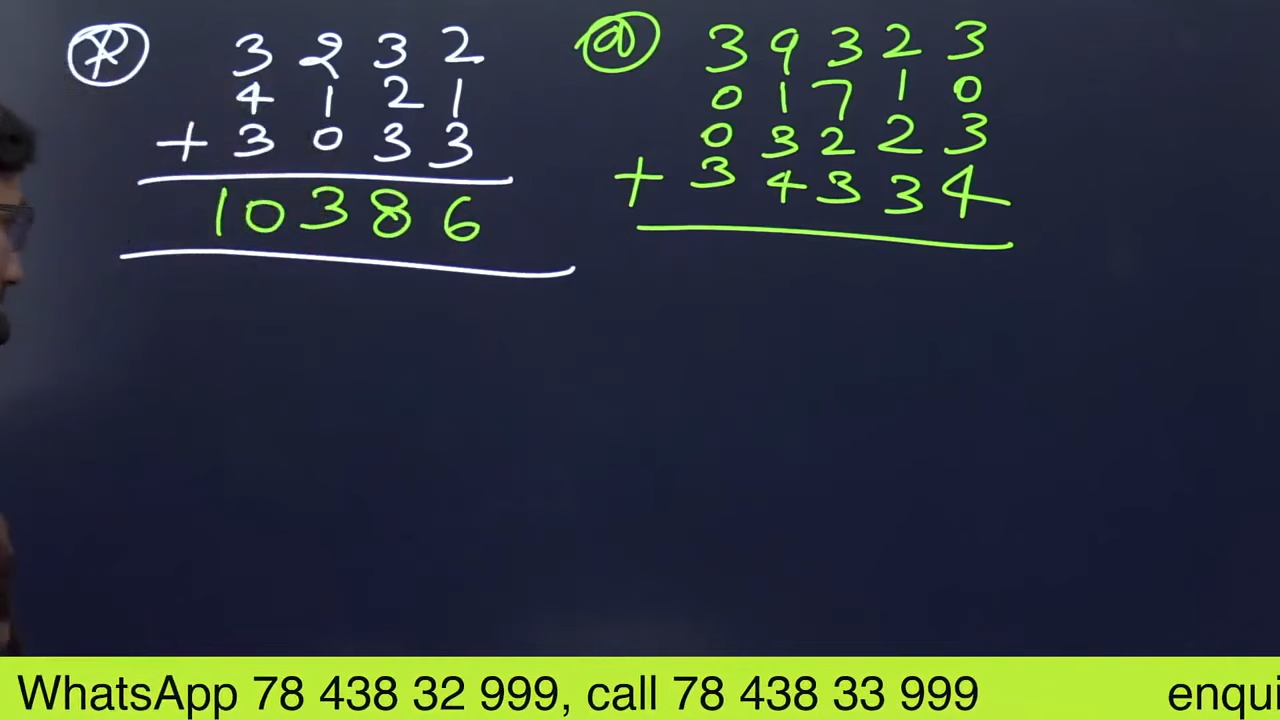 3 2 3 2
4 1 2 1
+ 3 0 3 3
1 0 3 8 6
a 3 9 3 2 3
0 1 7 1 0
0 3 2 2 3
+ 3 4 3 3 4
WhatsApp 78 438 32 999, call 78 438 33 999 enqui